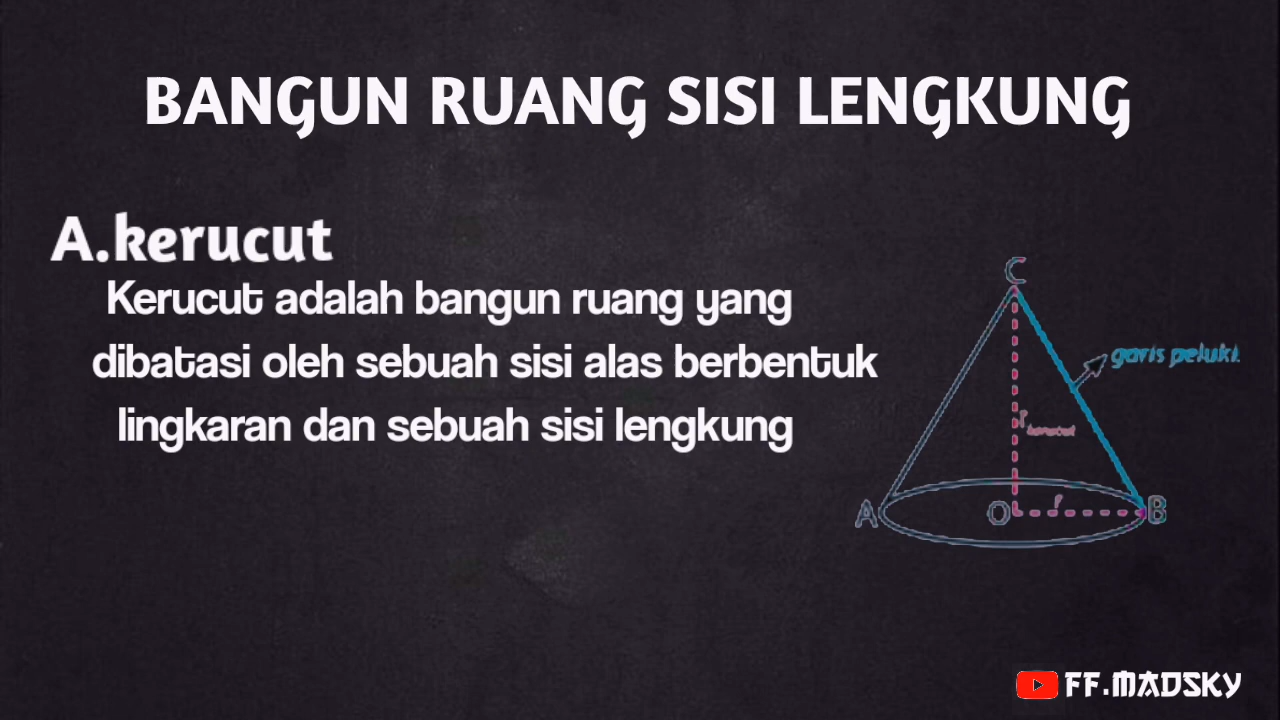 BANGUN RUANG SISI LENGKUNG
A.kerucut
Kerucut adalah bangun ruang yang
dibatasi oleh sebuah sisi alas berbentuk
lingkaran dan sebuah sisi lengkung
C
garis peluki.
A
O
r
B
FF.MADSKY